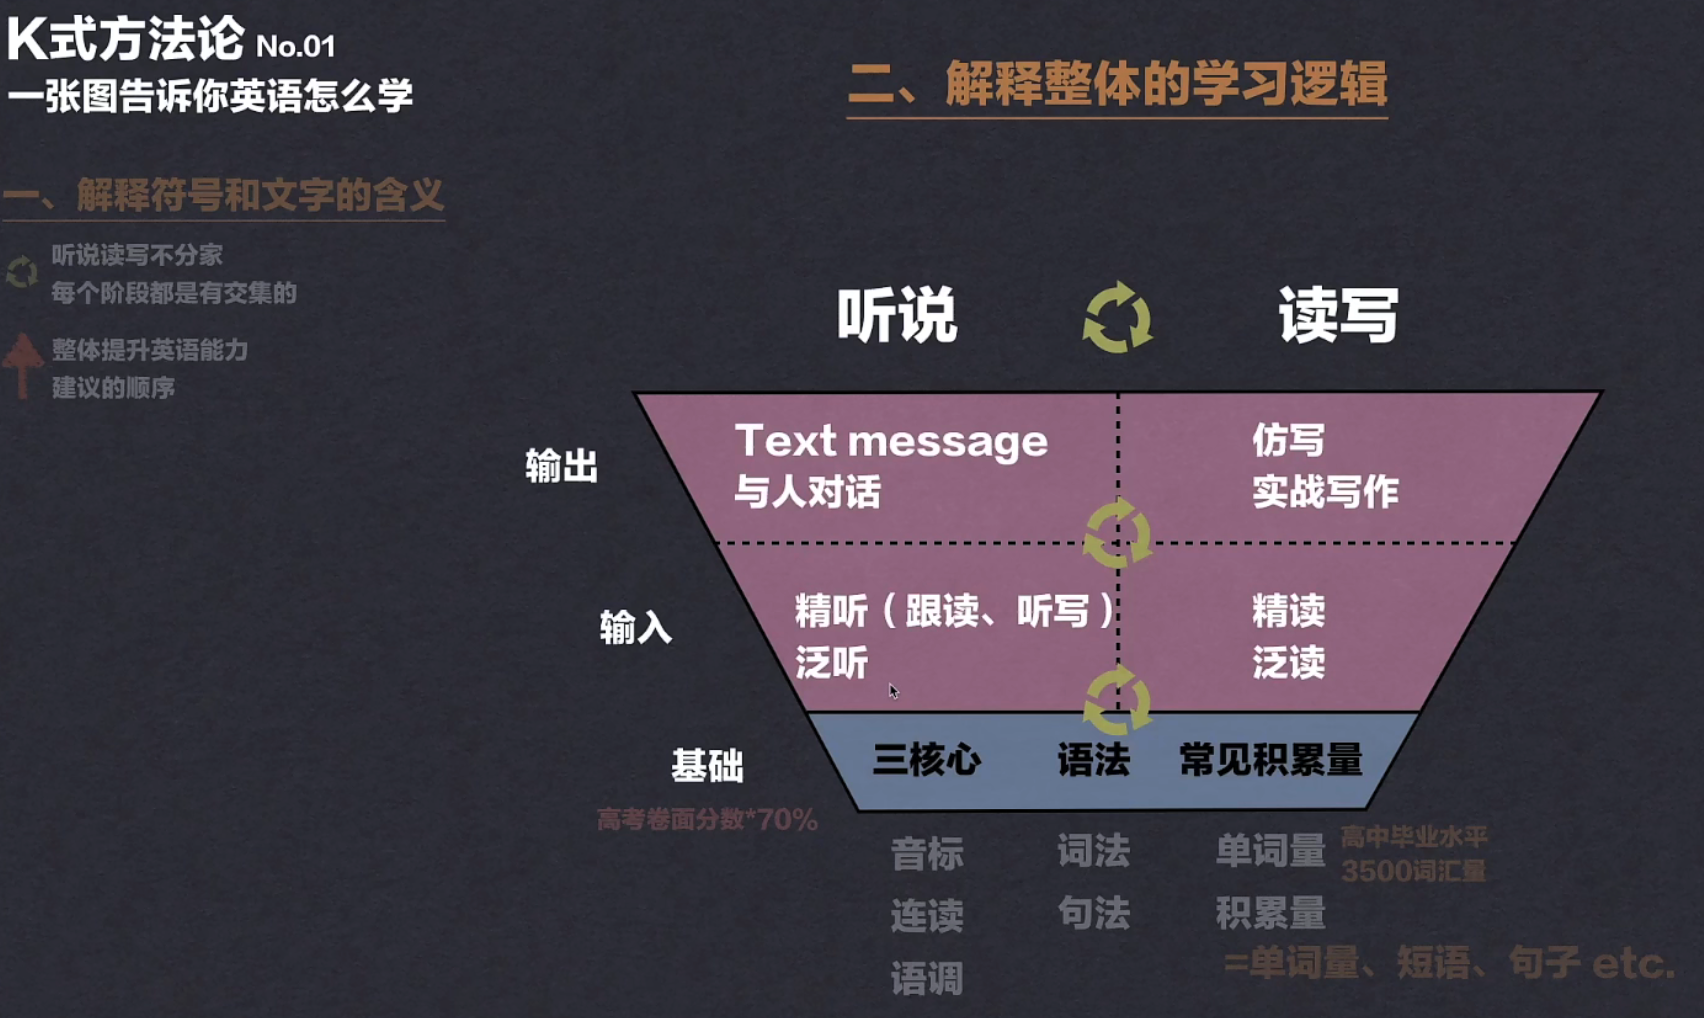 K式方法论 No.01
一张图告诉你英语怎么学
二、解释整体的学习逻辑
一、解释符号和文字的含义
听说读写不分家
每个阶段都是有交集的
整体提升英语能力
建议的顺序
听说
读写
输出
Text message
与人对话
仿写
实战写作
输入
精听（跟读、听写）
泛听
精读
泛读
基础
三核心
语法
常见积累量
高考卷面分数*70%
音标
词法
单词量
高中毕业水平
3500词汇量
连读
句法
积累量
语调
=单词量、短语、句子 etc.